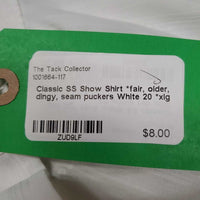 The Tack Collector
1201664-117
Classic SS Show Shirt *fair, older,
dingy, seam puckers White 20 *xlg
$8.00
ZUD9LF